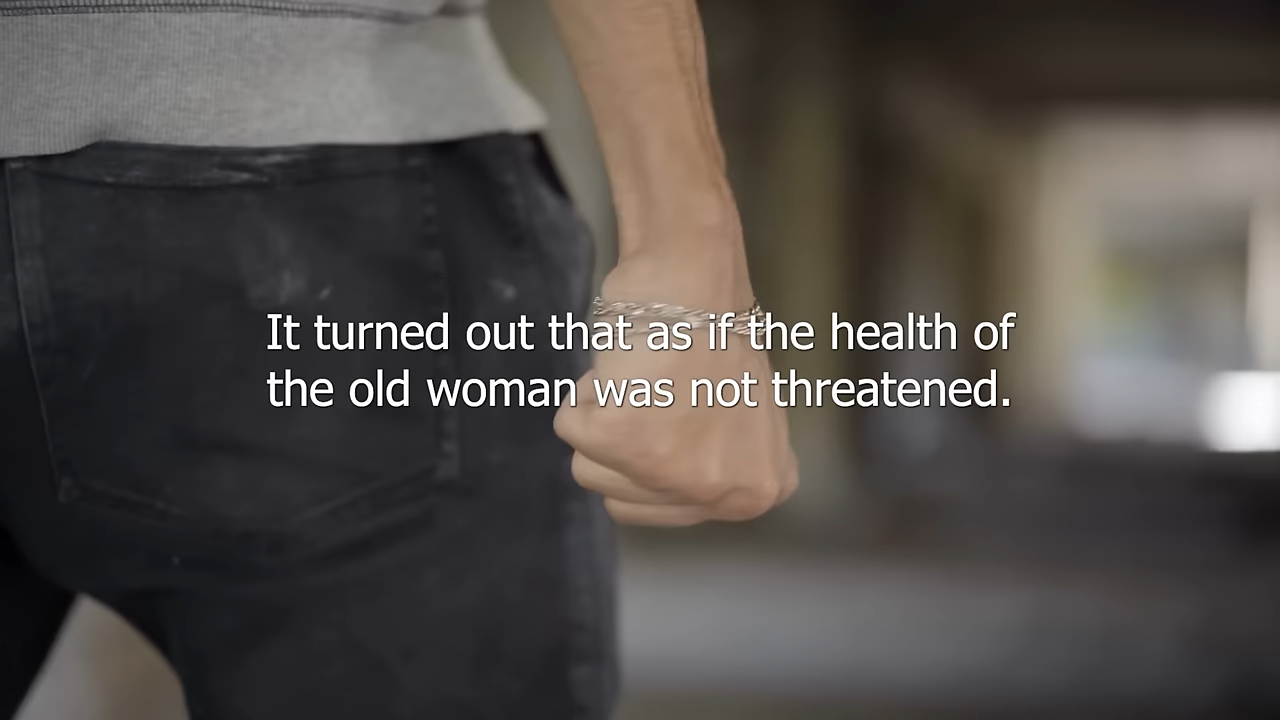 It turned out that as if the health of
the old woman was not threatened.